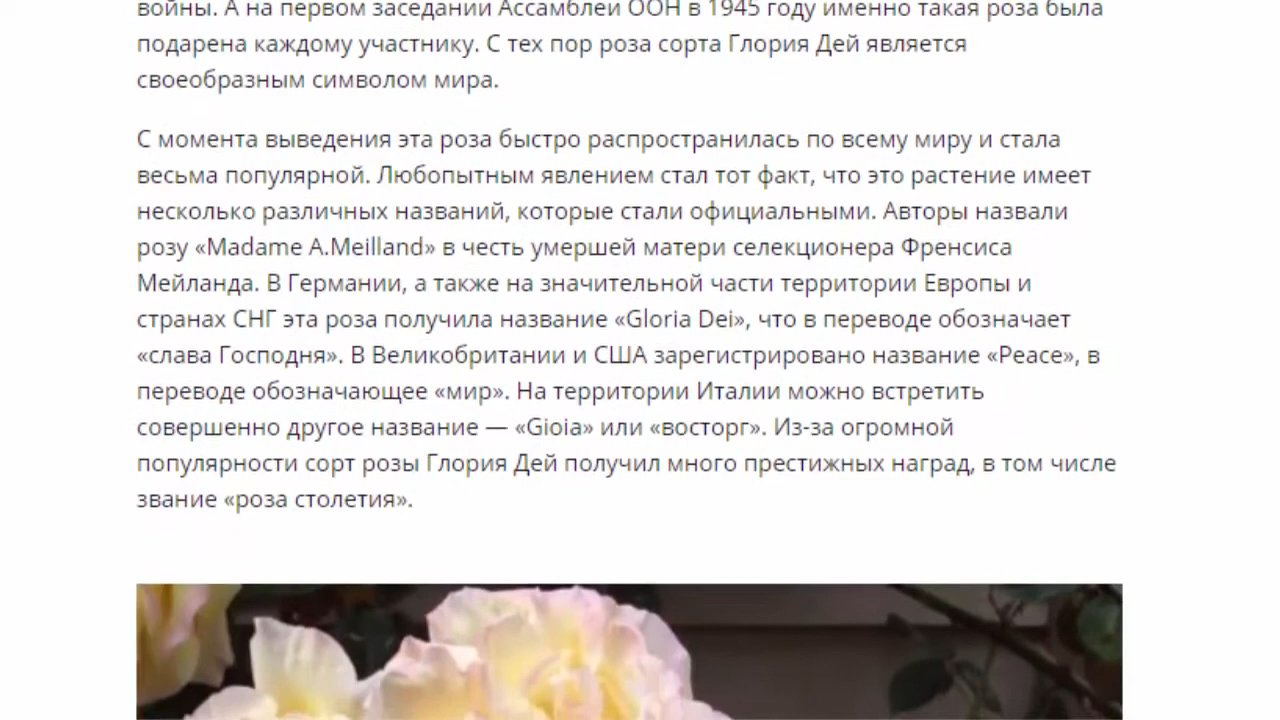 войны. А на первом заседании Ассамблеи ООН в 1945 году именно такая роза была
подарена каждому участнику. С тех пор роза сорта Глория Дей является
своеобразным символом мира.
С момента выведения эта роза быстро распространилась по всему миру и стала
весьма популярной. Любопытным явлением стал тот факт, что это растение имеет
несколько различных названий, которые стали официальными. Авторы назвали
розу «Madame A.Meilland» в честь умершей матери селекционера Френсиса
Мейланда. В Германии, а также на значительной части территории Европы и
странах СНГ эта роза получила название «Gloria Dei», что в переводе обозначает
«слава Господня». В Великобритании и США зарегистрировано название «Peace», в
переводе обозначающее «мир». На территории Италии можно встретить
совершенно другое название — «Gioia» или «восторг». Из-за огромной
популярности сорт розы Глория Дей получил много престижных наград, в том числе
звание «роза столетия».